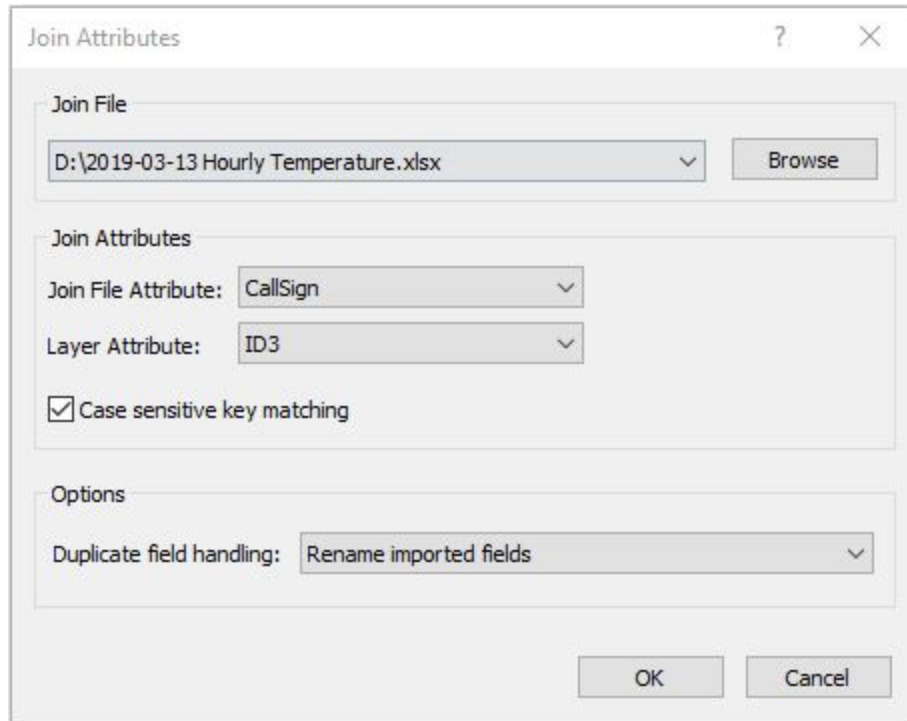 Join Attributes
Join File
D:\2019-03-13 Hourly Temperature.xlsx Browse
Join Attributes
Join File Attribute: CallSign
Layer Attribute: ID3
Case sensitive key matching
Options
Duplicate field handling: Rename imported fields
OK Cancel